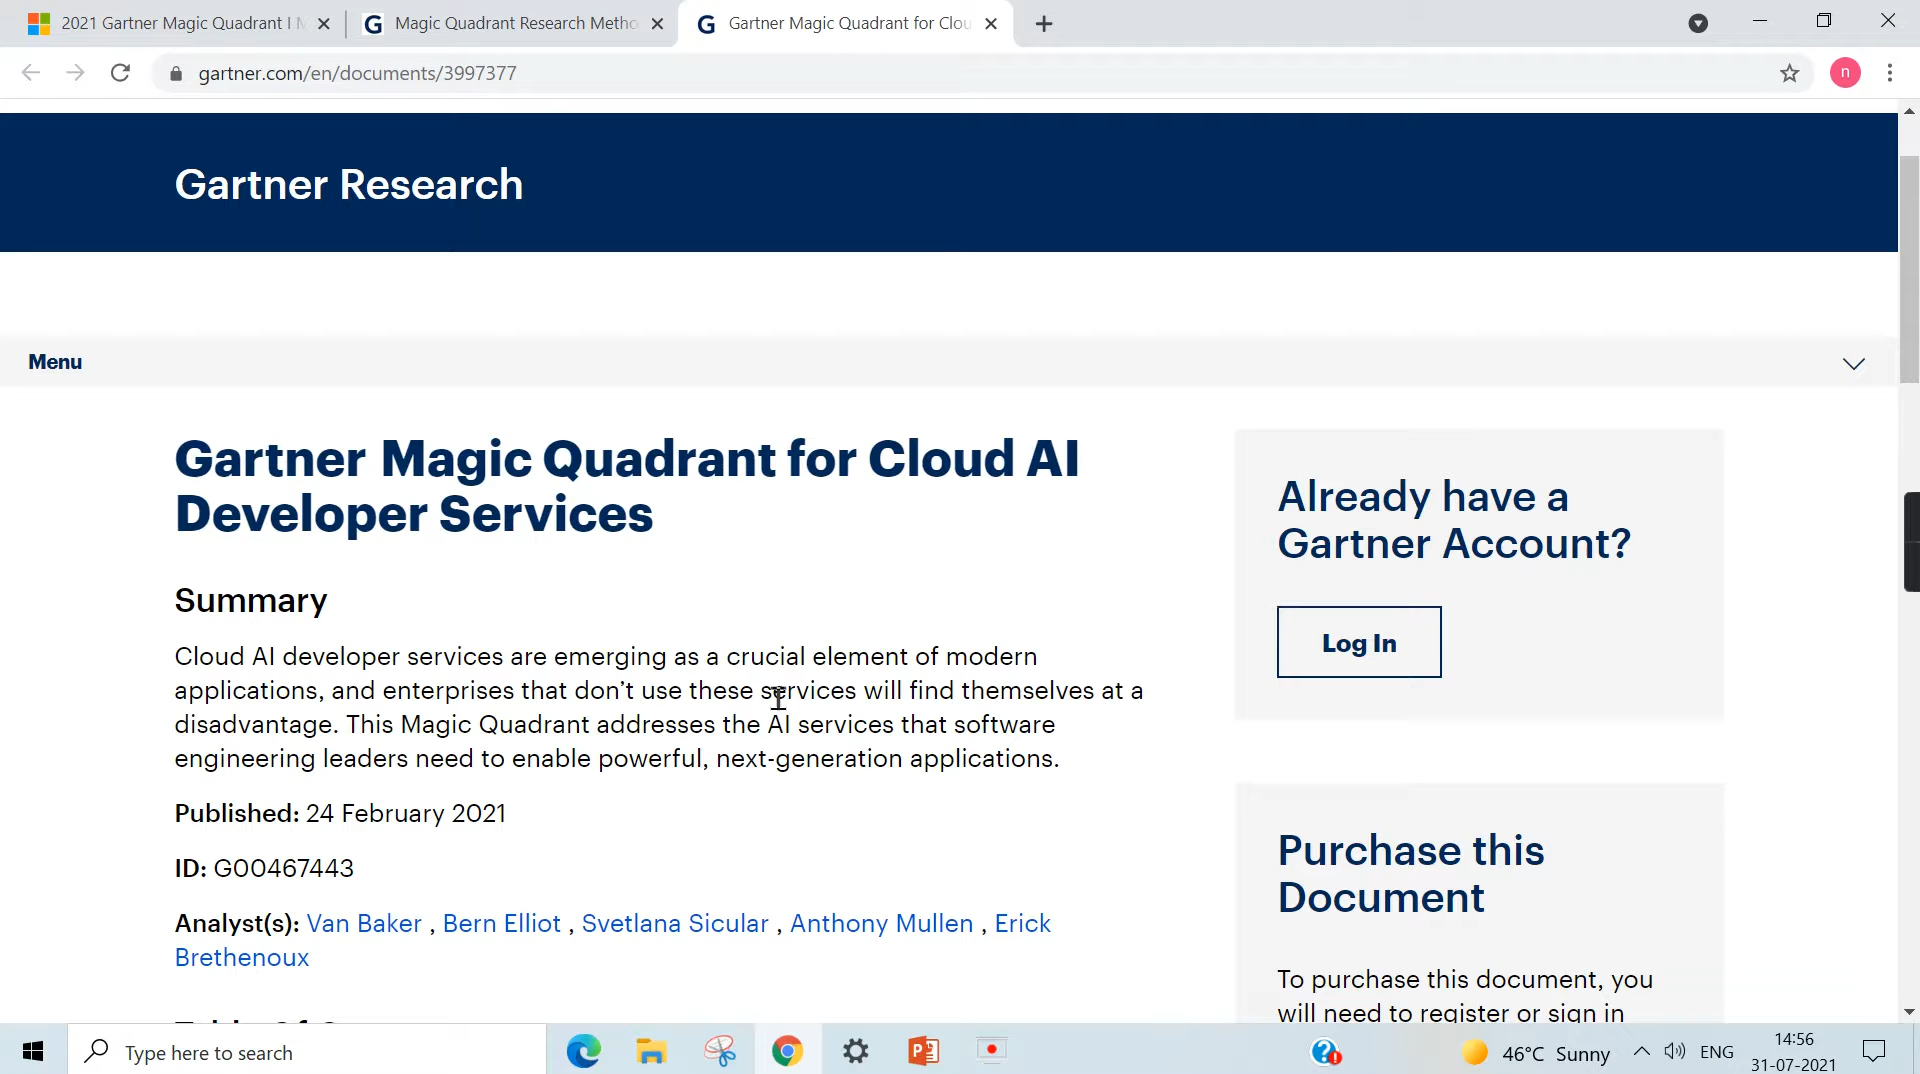 2021 Gartner Magic Quadrant I M
G Magic Quadrant Research Metho
G Gartner Magic Quadrant for Clou
gartner.com/en/documents/3997377
n
Gartner Research
Menu
Gartner Magic Quadrant for Cloud AI
Developer Services
Summary
Cloud AI developer services are emerging as a crucial element of modern
applications, and enterprises that don’t use these services will find themselves at a
disadvantage. This Magic Quadrant addresses the AI services that software
engineering leaders need to enable powerful, next-generation applications.
Published: 24 February 2021
ID: G00467443
Analyst(s): Van Baker , Bern Elliot , Svetlana Sicular , Anthony Mullen , Erick
Brethenoux
Already have a
Gartner Account?
Log In
Purchase this
Document
To purchase this document, you
will need to register or sign in
Type here to search
46°C Sunny
ENG
14:56
31-07-2021